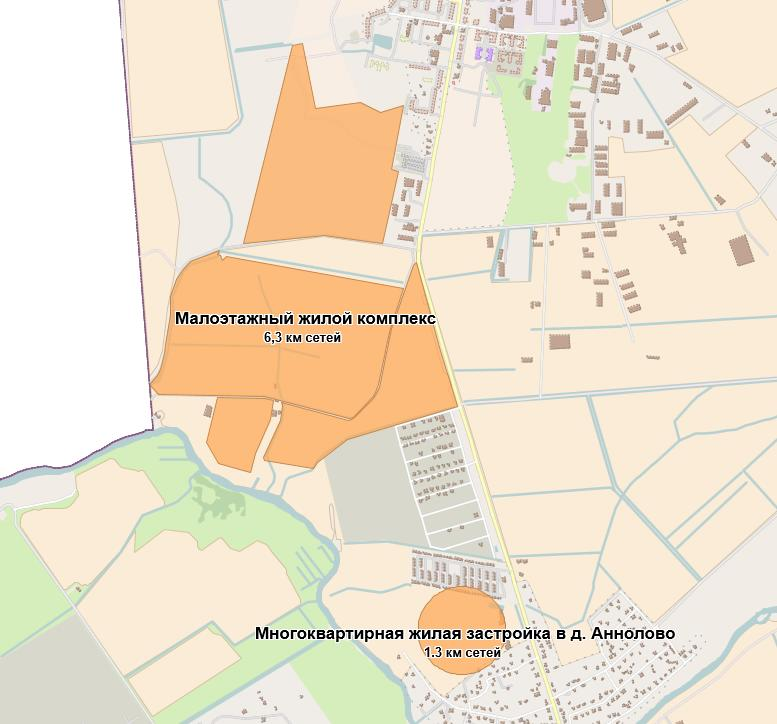 Малоэтажный жилой комплекс
6,3 км сетей
Многоквартирная жилая застройка в д. Аннолово
1.3 км сетей